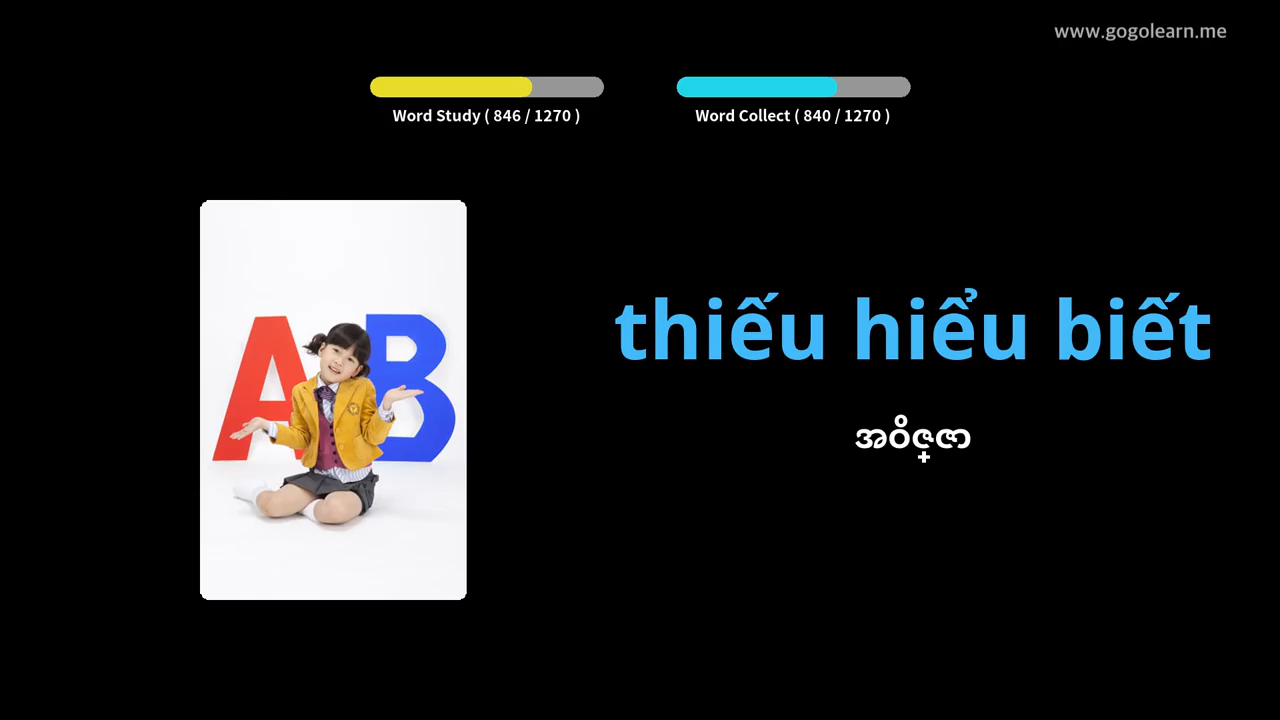 www.gogolearn.me
Word Study ( 846 / 1270 )
Word Collect ( 840 / 1270 )
AB
thiếu hiểu biết
အဝိဇ္ဇာ